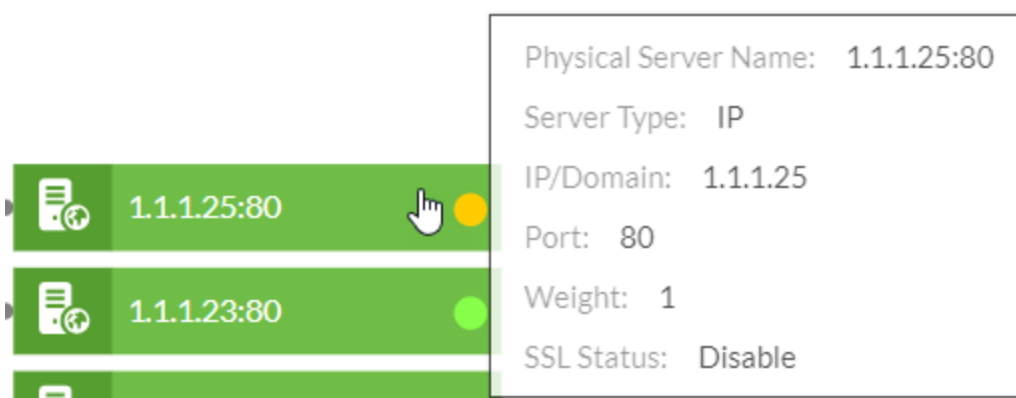 1.1.1.25:80
1.1.1.23:80
Physical Server Name: 1.1.1.25:80
Server Type: IP
IP/Domain: 1.1.1.25
Port: 80
Weight: 1
SSL Status: Disable